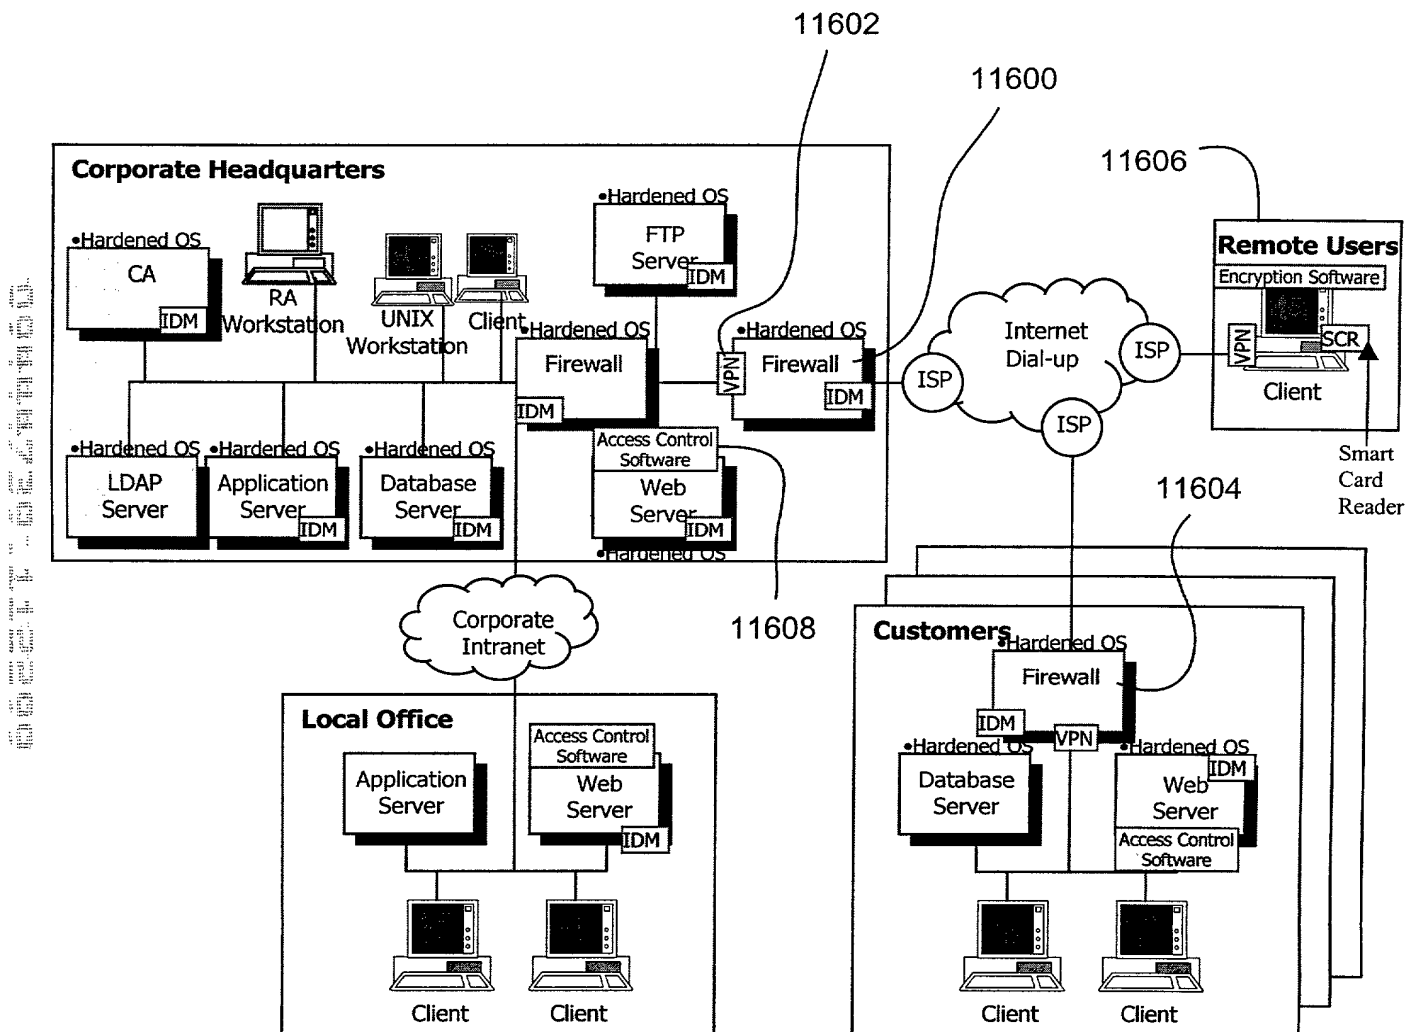 11602
11600
11606
Corporate Headquarters
•Hardened OS
CA
IDM
RA
Workstation
UNIX
Workstation
Client
•Hardened OS
FTP
Server
IDM
•Hardened OS
Firewall
IDM
VPN
•Hardened OS
Firewall
IDM
ISP
Internet
Dial-up
ISP
ISP
Remote Users
Encryption Software
VPN
SCR
Client
Smart
Card
Reader
•Hardened OS
LDAP
Server
•Hardened OS
Application
Server
IDM
•Hardened OS
Database
Server
IDM
Access Control
Software
Web
Server
IDM
•Hardened OS
11604
11608
Corporate
Intranet
Local Office
Application
Server
Access Control
Software
Web
Server
IDM
Client
Client
Customers
•Hardened OS
Firewall
IDM
VPN
•Hardened OS
Database
Server
•Hardened OS
IDM
Web
Server
Access Control
Software
Client
Client